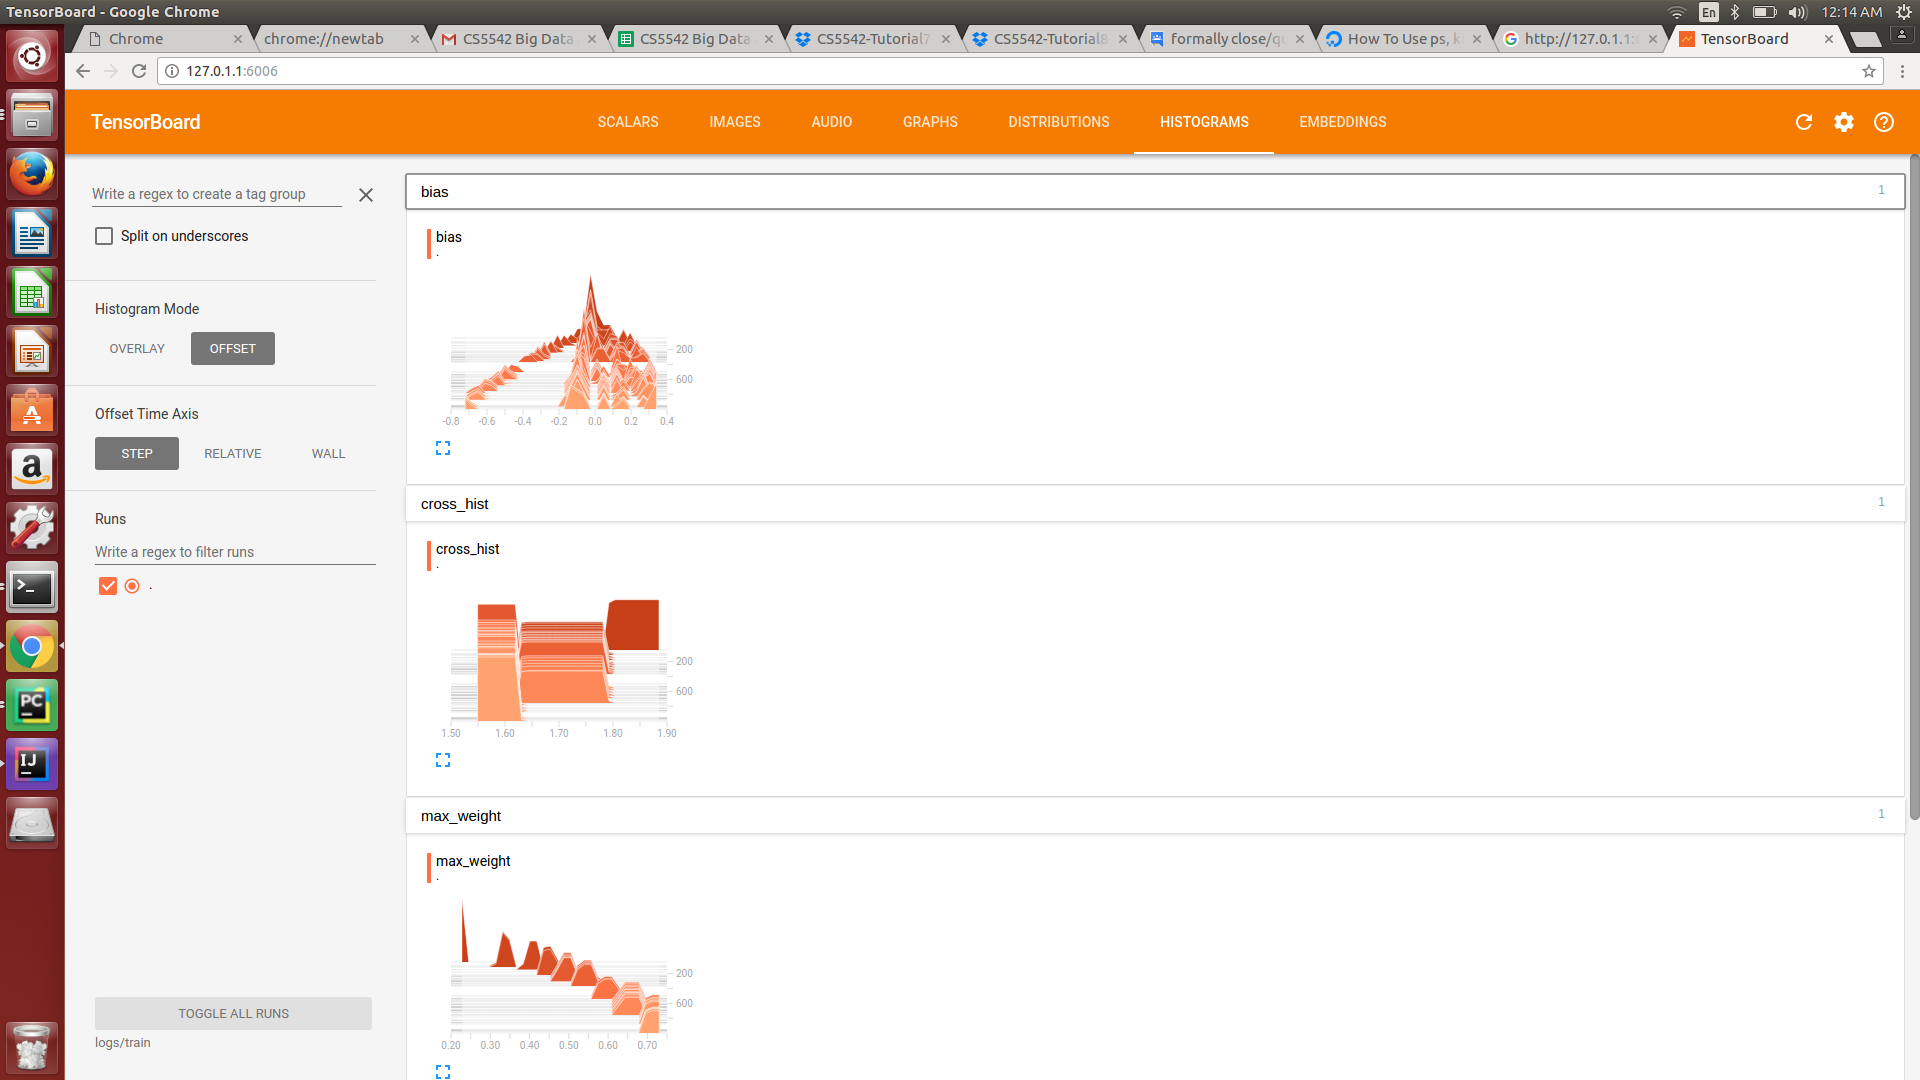 TensorBoard - Google Chrome
En
12:14 AM
Chrome
chrome://newtab
CS5542 Big Data
CS5542 Big Data
CS5542-Tutorial7
CS5542-Tutorial8
formally close/qu
How To Use ps, ki
http://127.0.1.1:6
TensorBoard
127.0.1.1:6006
TensorBoard
SCALARS
IMAGES
AUDIO
GRAPHS
DISTRIBUTIONS
HISTOGRAMS
EMBEDDINGS
Write a regex to create a tag group
Split on underscores
Histogram Mode
OVERLAY
OFFSET
Offset Time Axis
STEP
RELATIVE
WALL
Runs
Write a regex to filter runs
.
TOGGLE ALL RUNS
logs/train
bias
1
bias
.
200
600
-0.8 -0.6 -0.4 -0.2 0.0 0.2 0.4
cross_hist
1
cross_hist
.
200
600
1.50 1.60 1.70 1.80 1.90
max_weight
1
max_weight
.
200
600
0.20 0.30 0.40 0.50 0.60 0.70
PC
IJ